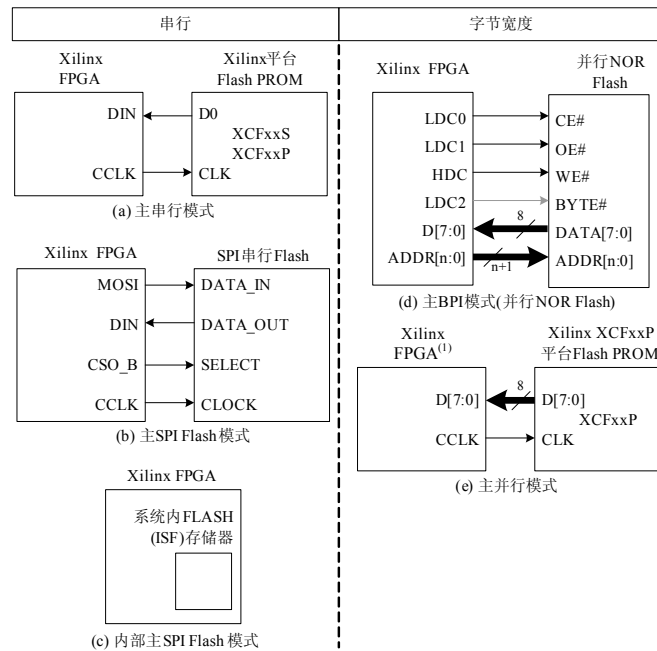 串行
字节宽度
Xilinx
FPGA
Xilinx平台
Flash PROM
DIN
D0
XCFxxS
XCFxxP
CCLK
CLK
(a) 主串行模式
Xilinx FPGA
SPI串行Flash
MOSI
DATA_IN
DIN
DATA_OUT
CSO_B
SELECT
CCLK
CLOCK
(b) 主SPI Flash模式
Xilinx FPGA
系统内FLASH
(ISF)存储器
(c) 内部主SPI Flash 模式
Xilinx FPGA
并行NOR
Flash
LDC0
CE#
LDC1
OE#
HDC
WE#
LDC2
BYTE#
D[7:0]
8
DATA[7:0]
ADDR[n:0]
n+1
ADDR[n:0]
(d) 主BPI模式(并行NOR Flash)
Xilinx
FPGA(1)
Xilinx XCFxxP
平台Flash PROM
D[7:0]
8
D[7:0]
XCFxxP
CCLK
CLK
(e) 主并行模式